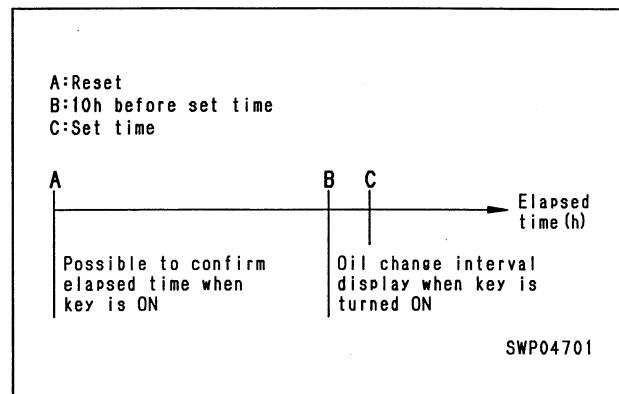 A:Reset
B:10h before set time
C:Set time
A B C
Elapsed
time(h)
Possible to confirm
elapsed time when
key is ON
Oil change interval
display when key is
turned ON
SWP04701